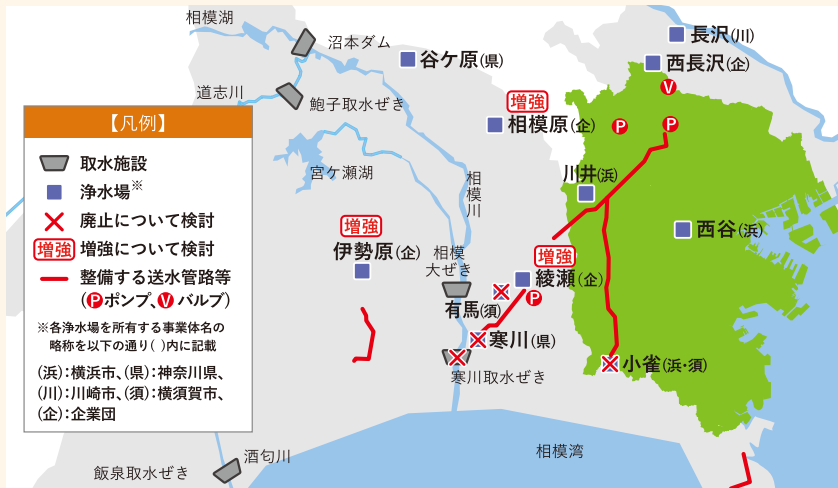 相模湖
沼本ダム
谷ケ原(県)
長沢(川)
西長沢(企)
V
道志川
鮑子取水ぜき
増強
相模原(企)
P
P
【凡例】
取水施設
浄水場※
廃止について検討
増強 増強について検討
整備する送水管路等
(Pポンプ、Vバルブ)
※各浄水場を所有する事業体名の
略称を以下の通り( )内に記載
(浜):横浜市、(県):神奈川県、
(川):川崎市、(須):横須賀市、
(企):企業団
宮ケ瀬湖
相模川
川井(浜)
西谷(浜)
増強
伊勢原(企)
相模
大ぜき
増強
綾瀬(企)
P
有馬(須)
寒川(県)
寒川取水ぜき
小雀(浜・須)
酒匂川
飯泉取水ぜき
相模湾